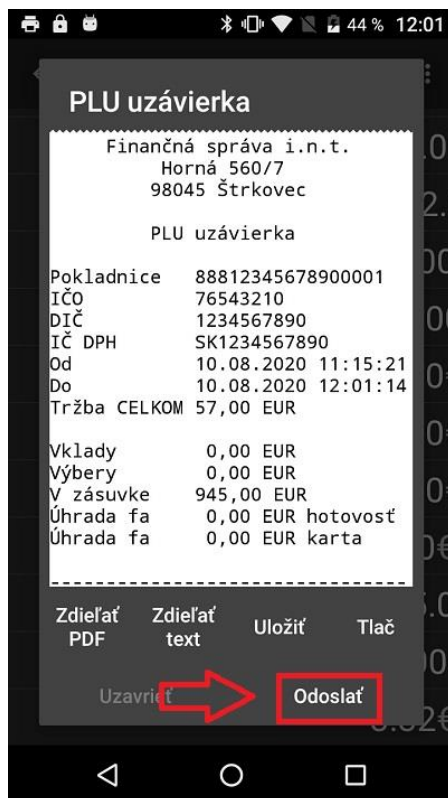 44 % 12:01
PLU uzávierka
Finančná správa i.n.t.
Horná 560/7
98045 Štrkovec
PLU uzávierka
Pokladnice 88812345678900001
IČO 76543210
DIČ 1234567890
IČ DPH SK1234567890
Od 10.08.2020 11:15:21
Do 10.08.2020 12:01:14
Tržba CELKOM 57,00 EUR
Vklady 0,00 EUR
Výbery 0,00 EUR
V zásuvke 945,00 EUR
Úhrada fa 0,00 EUR hotovosť
Úhrada fa 0,00 EUR karta
--------------------------------
Zdieľať PDF
Zdieľať text
Uložiť
Tlač
Uzavrieť
Odoslať